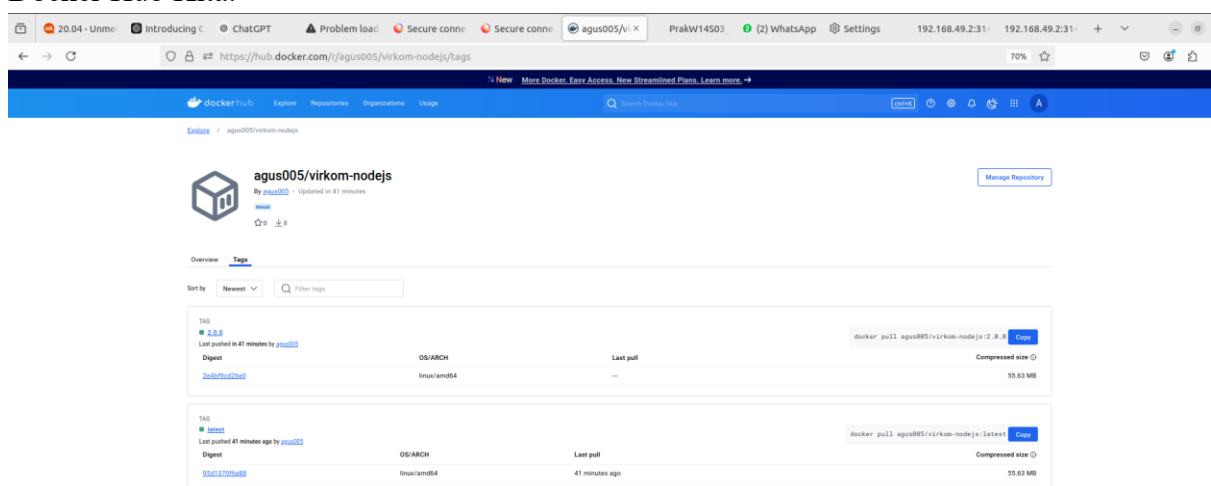 20.04 - Unme
Introducing C
ChatGPT
Problem load
Secure conne
Secure conne
agus005/vi
PrakW14S03_
(2) WhatsApp
Settings
192.168.49.2:31
192.168.49.2:31
https://hub.docker.com/r/agus005/virkom-nodejs/tags
70%
New More Docker. Easy Access. New Streamlined Plans. Learn more. →
dockerhub Explore Repositories Organizations Usage
Search Docker Hub
ctrl+K
A
Explore / agus005/virkom-nodejs
agus005/virkom-nodejs
Manage Repository
By agus005 • Updated in 41 minutes
IMAGE
0 8
Overview Tags
Sort by Newest Filter tags
TAG
2.0.0
Last pushed in 41 minutes by agus005
docker pull agus005/virkom-nodejs:2.0.0 Copy
Digest OS/ARCH Last pull Compressed size
2e4bf9cd26e0 linux/amd64 --- 55.63 MB
TAG
latest
Last pushed 41 minutes ago by agus005
docker pull agus005/virkom-nodejs:latest Copy
Digest OS/ARCH Last pull Compressed size
95d1370f6e88 linux/amd64 41 minutes ago 55.63 MB